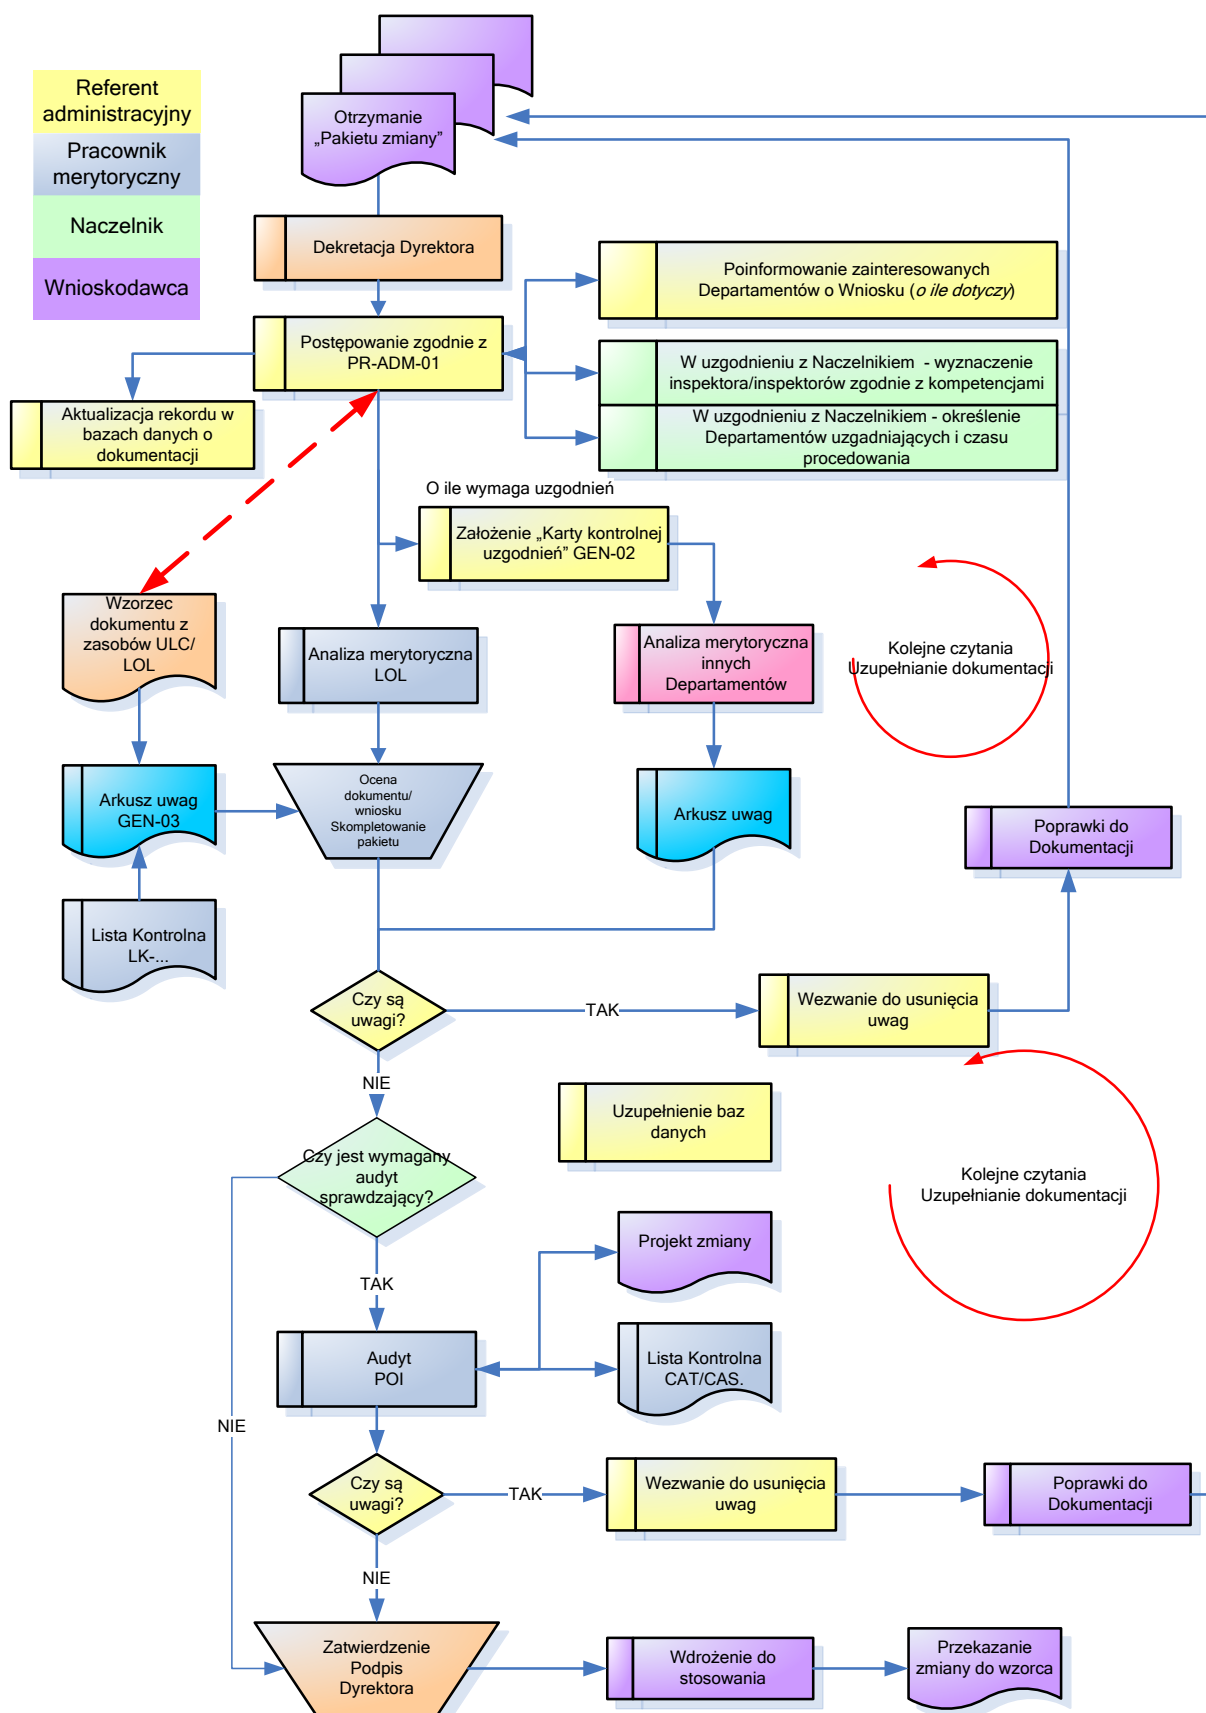 Referent
administracyjny
Pracownik
merytoryczny
Naczelnik
Wnioskodawca
Otrzymanie
„Pakietu zmiany”
Dekretacja Dyrektora
Postępowanie zgodnie z
PR-ADM-01
Poinformowanie zainteresowanych
Departamentów o Wniosku (o ile dotyczy)
W uzgodnieniu z Naczelnikiem  - wyznaczenie
inspektora/inspektorów zgodnie z kompetencjami
W uzgodnieniu z Naczelnikiem - określenie
Departamentów uzgadniających i czasu
procedowania
Aktualizacja rekordu w
bazach danych o
dokumentacji
O ile wymaga uzgodnień
Założenie „Karty kontrolnej
uzgodnień” GEN-02
Wzorzec
dokumentu z
zasobów ULC/
LOL
Analiza merytoryczna
LOL
Analiza merytoryczna
innych
Departamentów
Kolejne czytania
Uzupełnianie dokumentacji
Arkusz uwag
GEN-03
Ocena
dokumentu/
wniosku
Skompletowanie
pakietu
Arkusz uwag
Poprawki do
Dokumentacji
Lista Kontrolna
LK-...
Czy są
uwagi?
TAK
Wezwanie do usunięcia
uwag
NIE
Uzupełnienie baz
danych
Czy jest wymagany
audyt
sprawdzający?
Kolejne czytania
Uzupełnianie dokumentacji
Projekt zmiany
TAK
Audyt
POI
Lista Kontrolna
CAT/CAS.
NIE
Czy są
uwagi?
TAK
Wezwanie do usunięcia
uwag
Poprawki do
Dokumentacji
NIE
Zatwierdzenie
Podpis
Dyrektora
Wdrożenie do
stosowania
Przekazanie
zmiany do wzorca